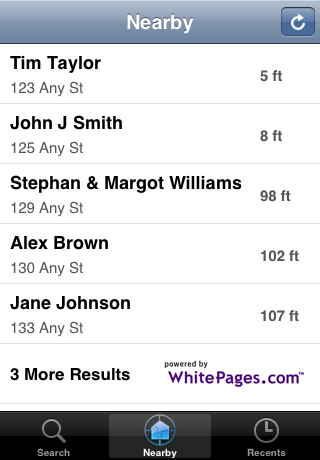 Nearby
Tim Taylor
123 Any St
5 ft
John J Smith
125 Any St
8 ft
Stephan & Margot Williams
129 Any St
98 ft
Alex Brown
130 Any St
102 ft
Jane Johnson
133 Any St
107 ft
3 More Results
powered by
WhitePages.com™
Search
Nearby
Recents